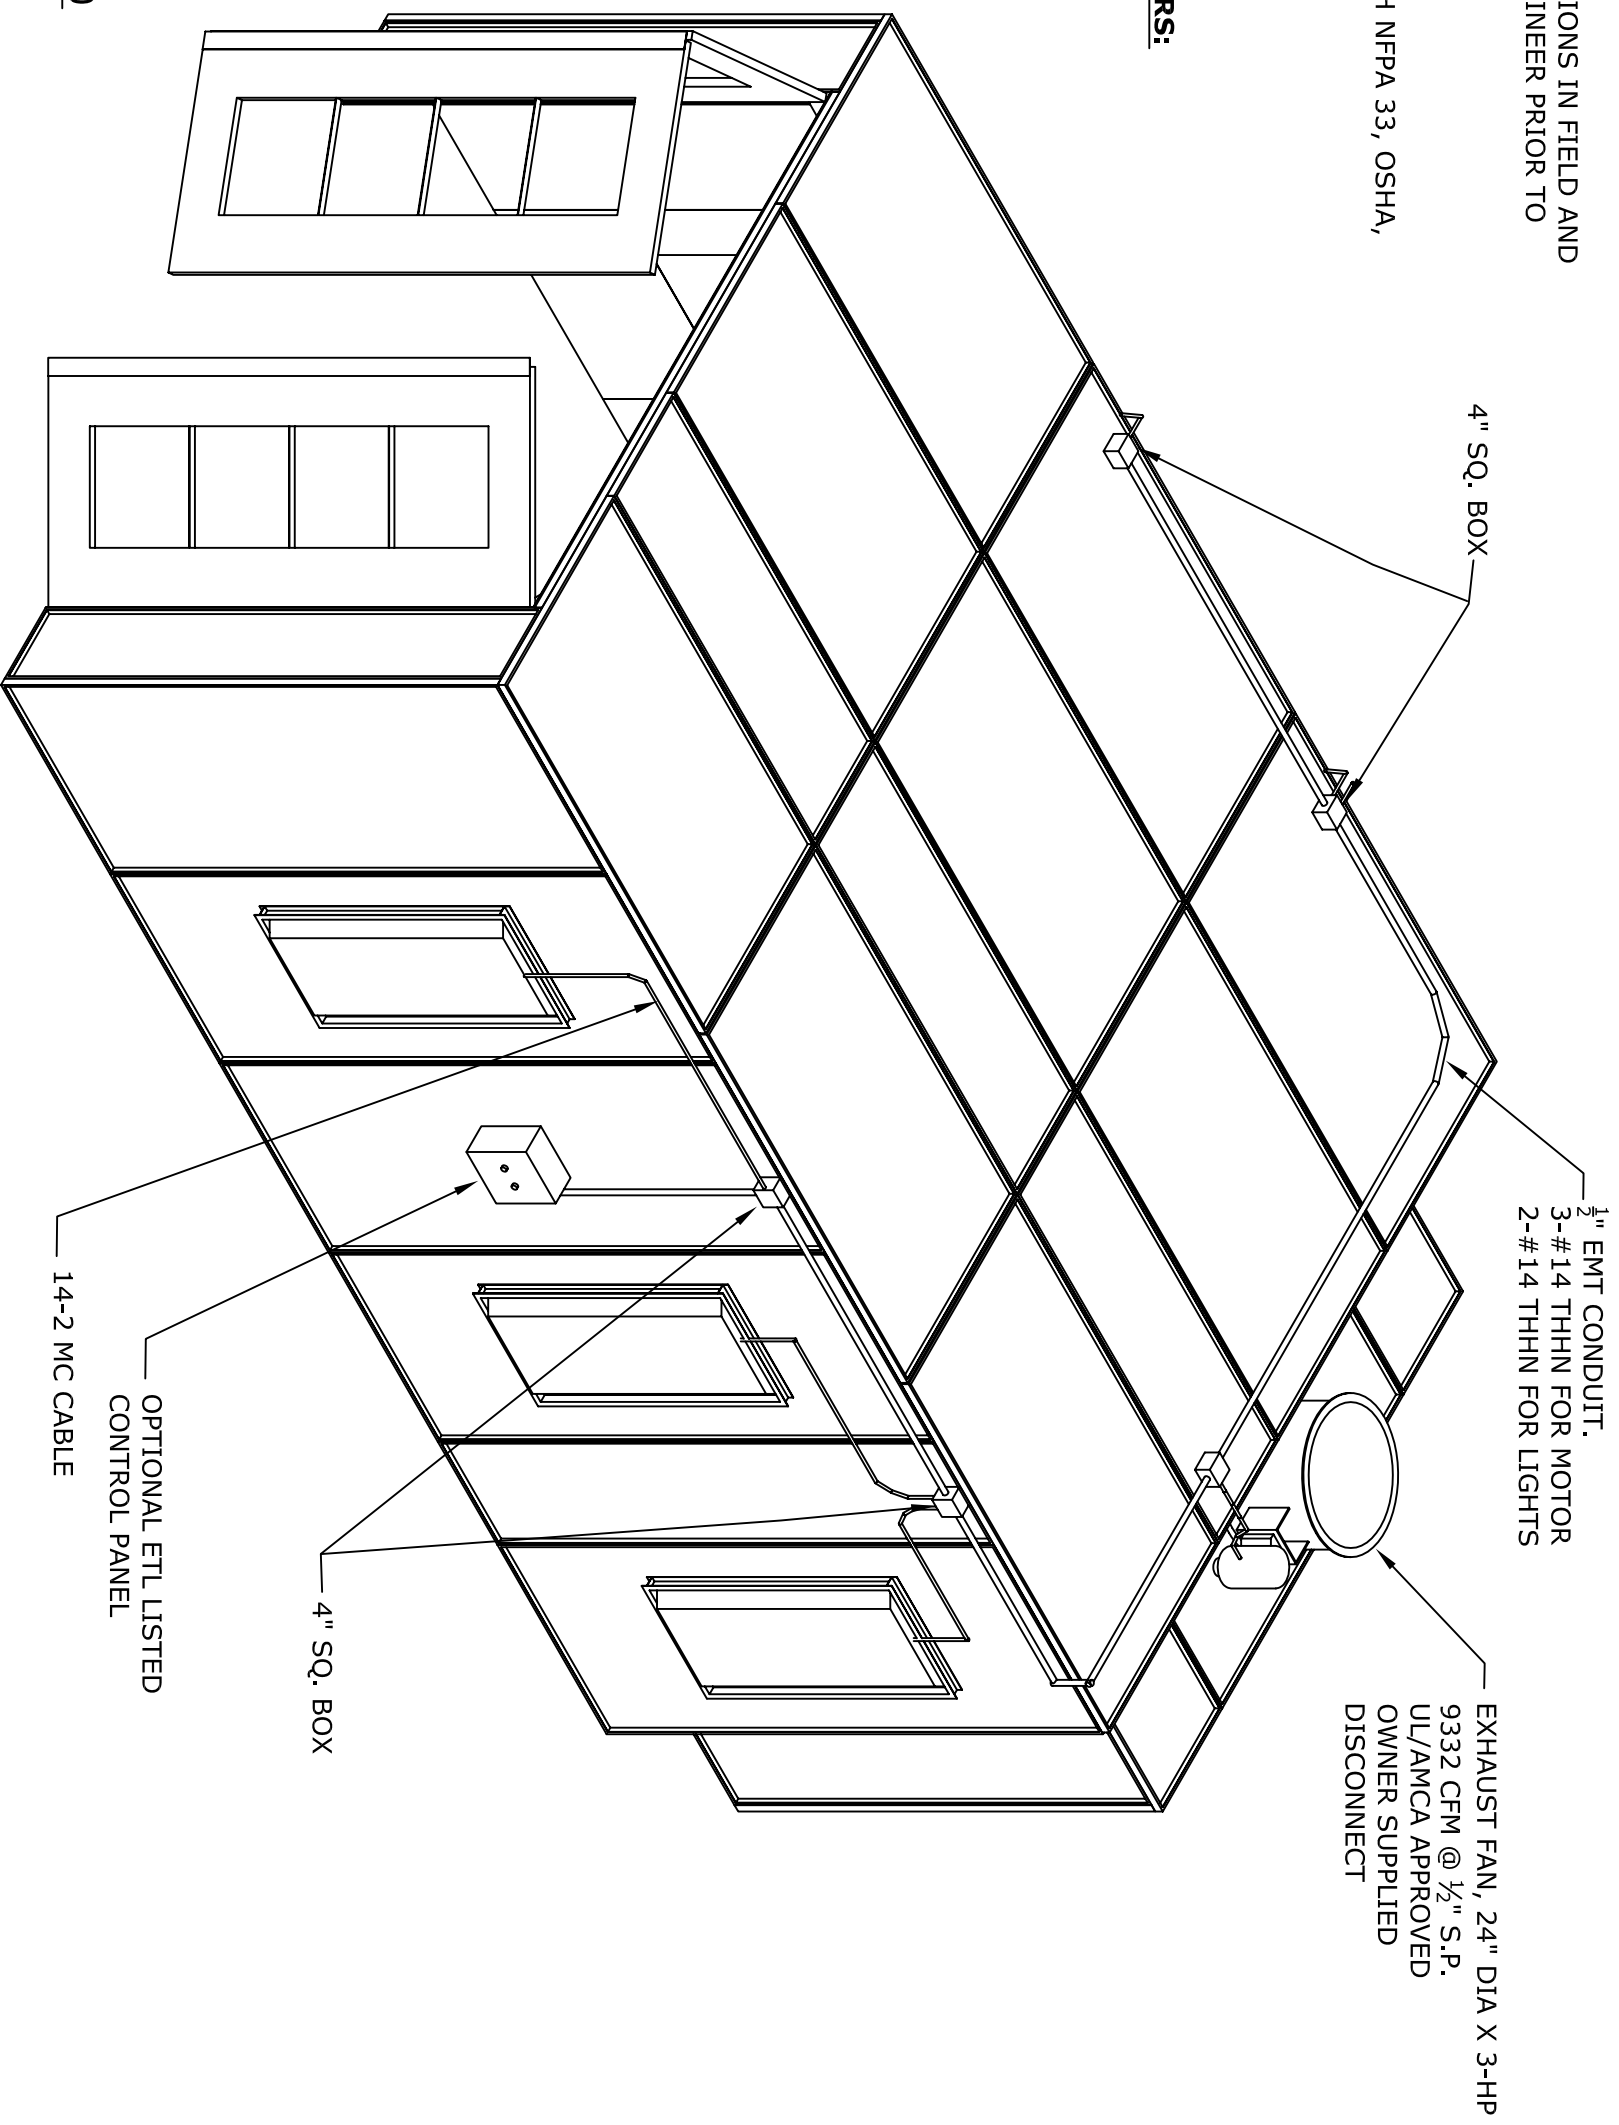 IONS IN FIELD AND
INEER PRIOR TO
H NFPA 33, OSHA,
RS:
4" SQ. BOX
½" EMT CONDUIT.
3-#14 THHN FOR MOTOR
2-#14 THHN FOR LIGHTS
EXHAUST FAN, 24" DIA X 3-HP
9332 CFM @ ½" S.P.
UL/AMCA APPROVED
OWNER SUPPLIED
DISCONNECT
4" SQ. BOX
OPTIONAL ETL LISTED
CONTROL PANEL
14-2 MC CABLE